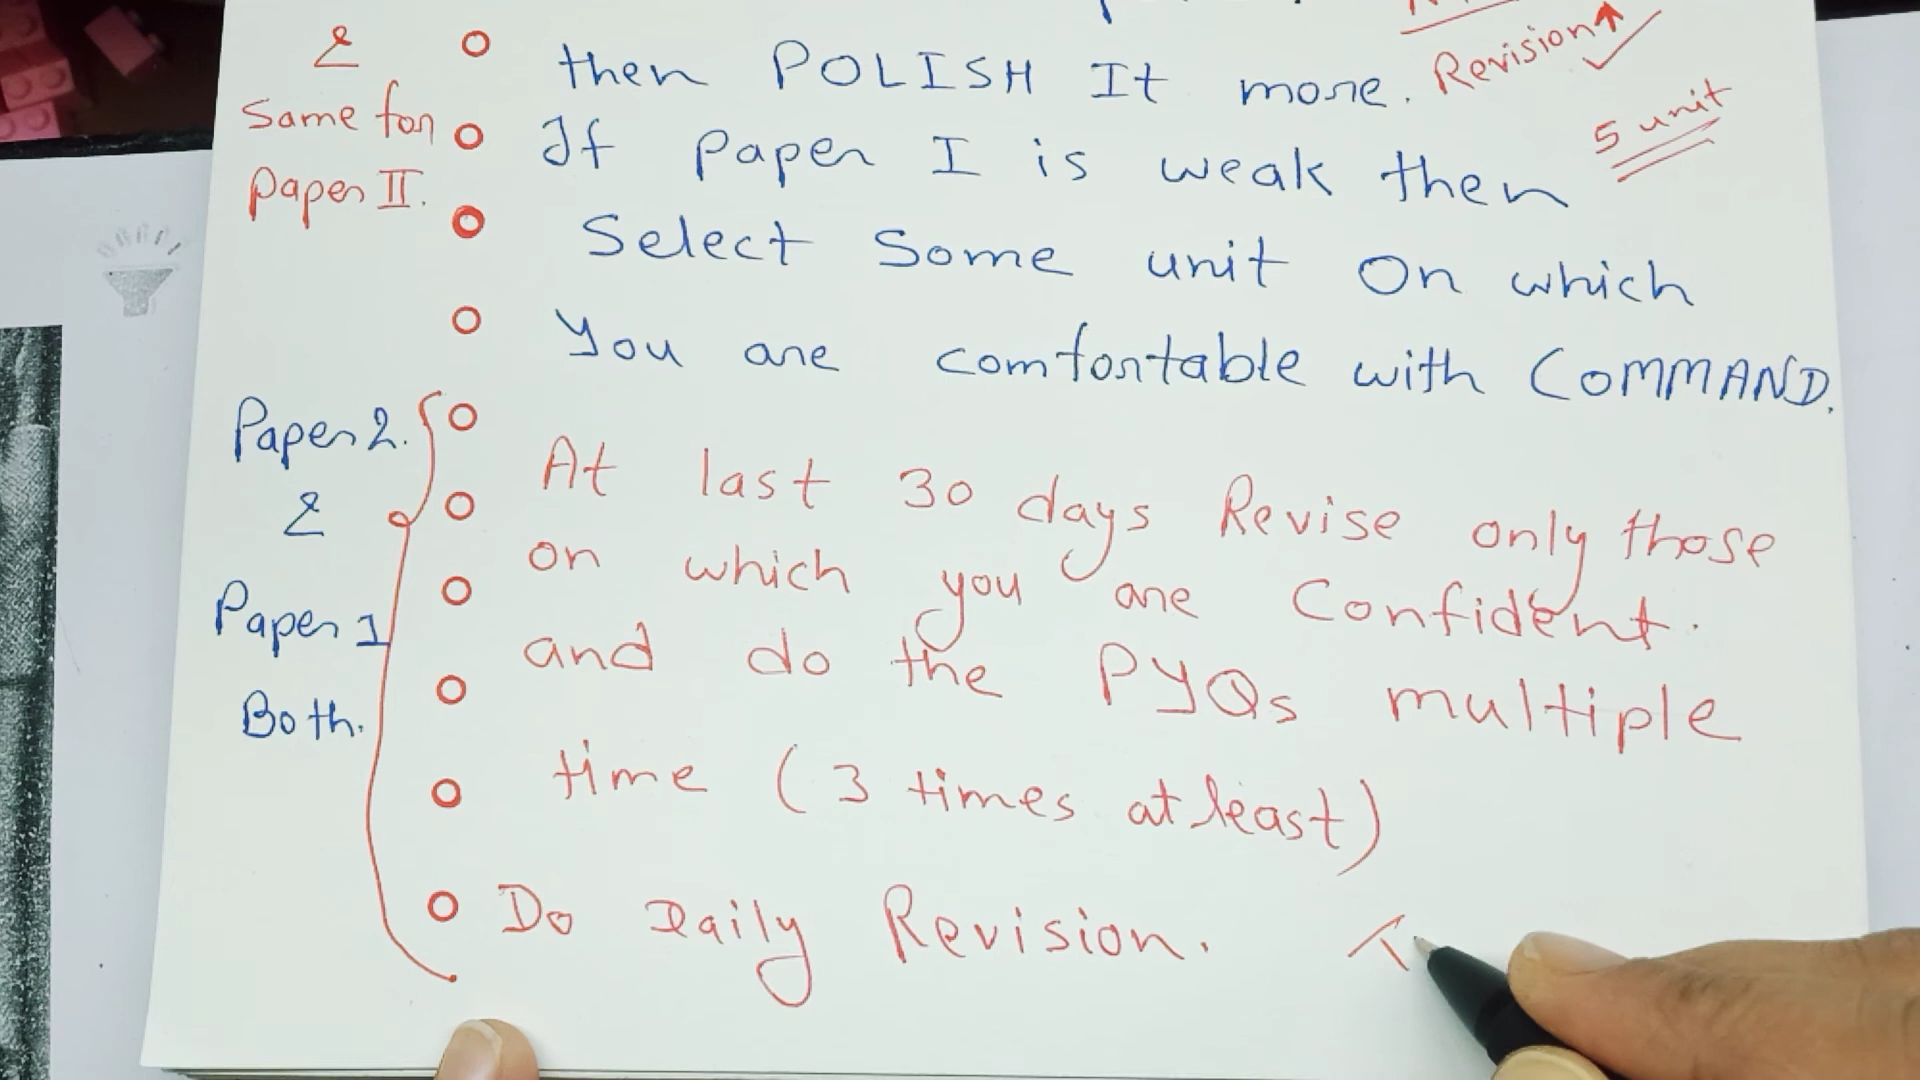 &
Same for
paper II.
then POLISH It more.
Revision↑
5 unit
If paper I is weak then
Select Some unit On which
You are comfortable with COMMAND.
Paper 2.
&
Paper 1
Both.
At last 30 days Revise only those
on which you are Confident.
and do the PYQs multiple
time (3 times at least)
Do Daily Revision.